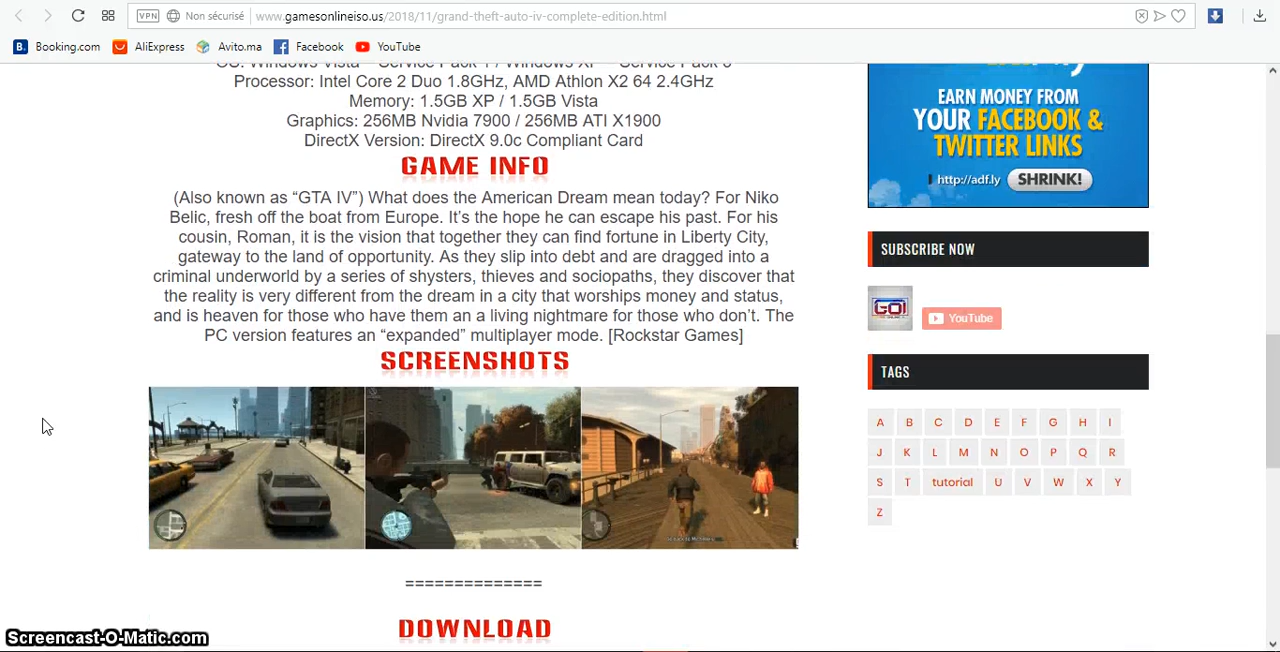 VPN Non sécurisé www.gamesonlineiso.us/2018/11/grand-theft-auto-iv-complete-edition.html
B. Booking.com AliExpress Avito.ma Facebook YouTube
Processor: Intel Core 2 Duo 1.8GHz, AMD Athlon X2 64 2.4GHz
Memory: 1.5GB XP / 1.5GB Vista
Graphics: 256MB Nvidia 7900 / 256MB ATI X1900
DirectX Version: DirectX 9.0c Compliant Card
GAME INFO
(Also known as “GTA IV”) What does the American Dream mean today? For Niko
Belic, fresh off the boat from Europe. It’s the hope he can escape his past. For his
cousin, Roman, it is the vision that together they can find fortune in Liberty City,
gateway to the land of opportunity. As they slip into debt and are dragged into a
criminal underworld by a series of shysters, thieves and sociopaths, they discover that
the reality is very different from the dream in a city that worships money and status,
and is heaven for those who have them an a living nightmare for those who don’t. The
PC version features an “expanded” multiplayer mode. [Rockstar Games]
SCREENSHOTS
==============
DOWNLOAD
EARN MONEY FROM
YOUR FACEBOOK &
TWITTER LINKS
http://adf.ly SHRINK!
SUBSCRIBE NOW
GO! YouTube
TAGS
A B C D E F G H I
J K L M N O P Q R
S T tutorial U V W X Y
Z
Screencast-O-Matic.com